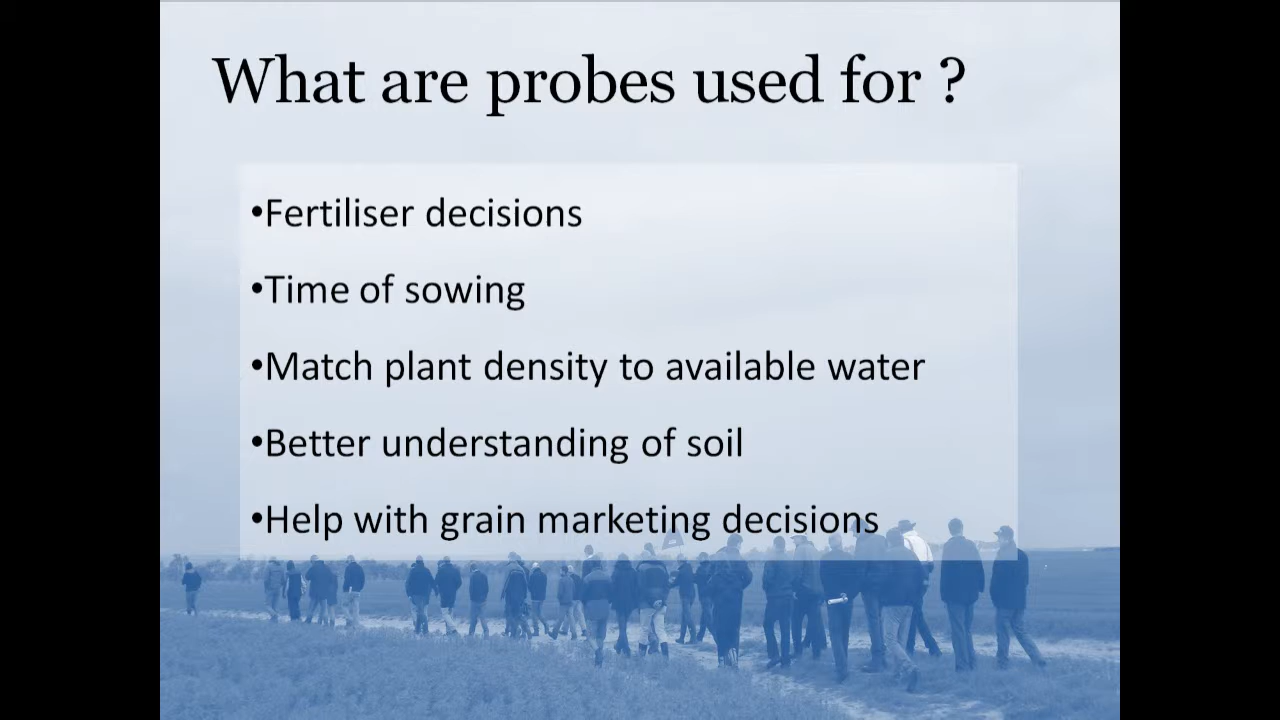 What are probes used for ?
•Fertiliser decisions
•Time of sowing
•Match plant density to available water
•Better understanding of soil
•Help with grain marketing decisions